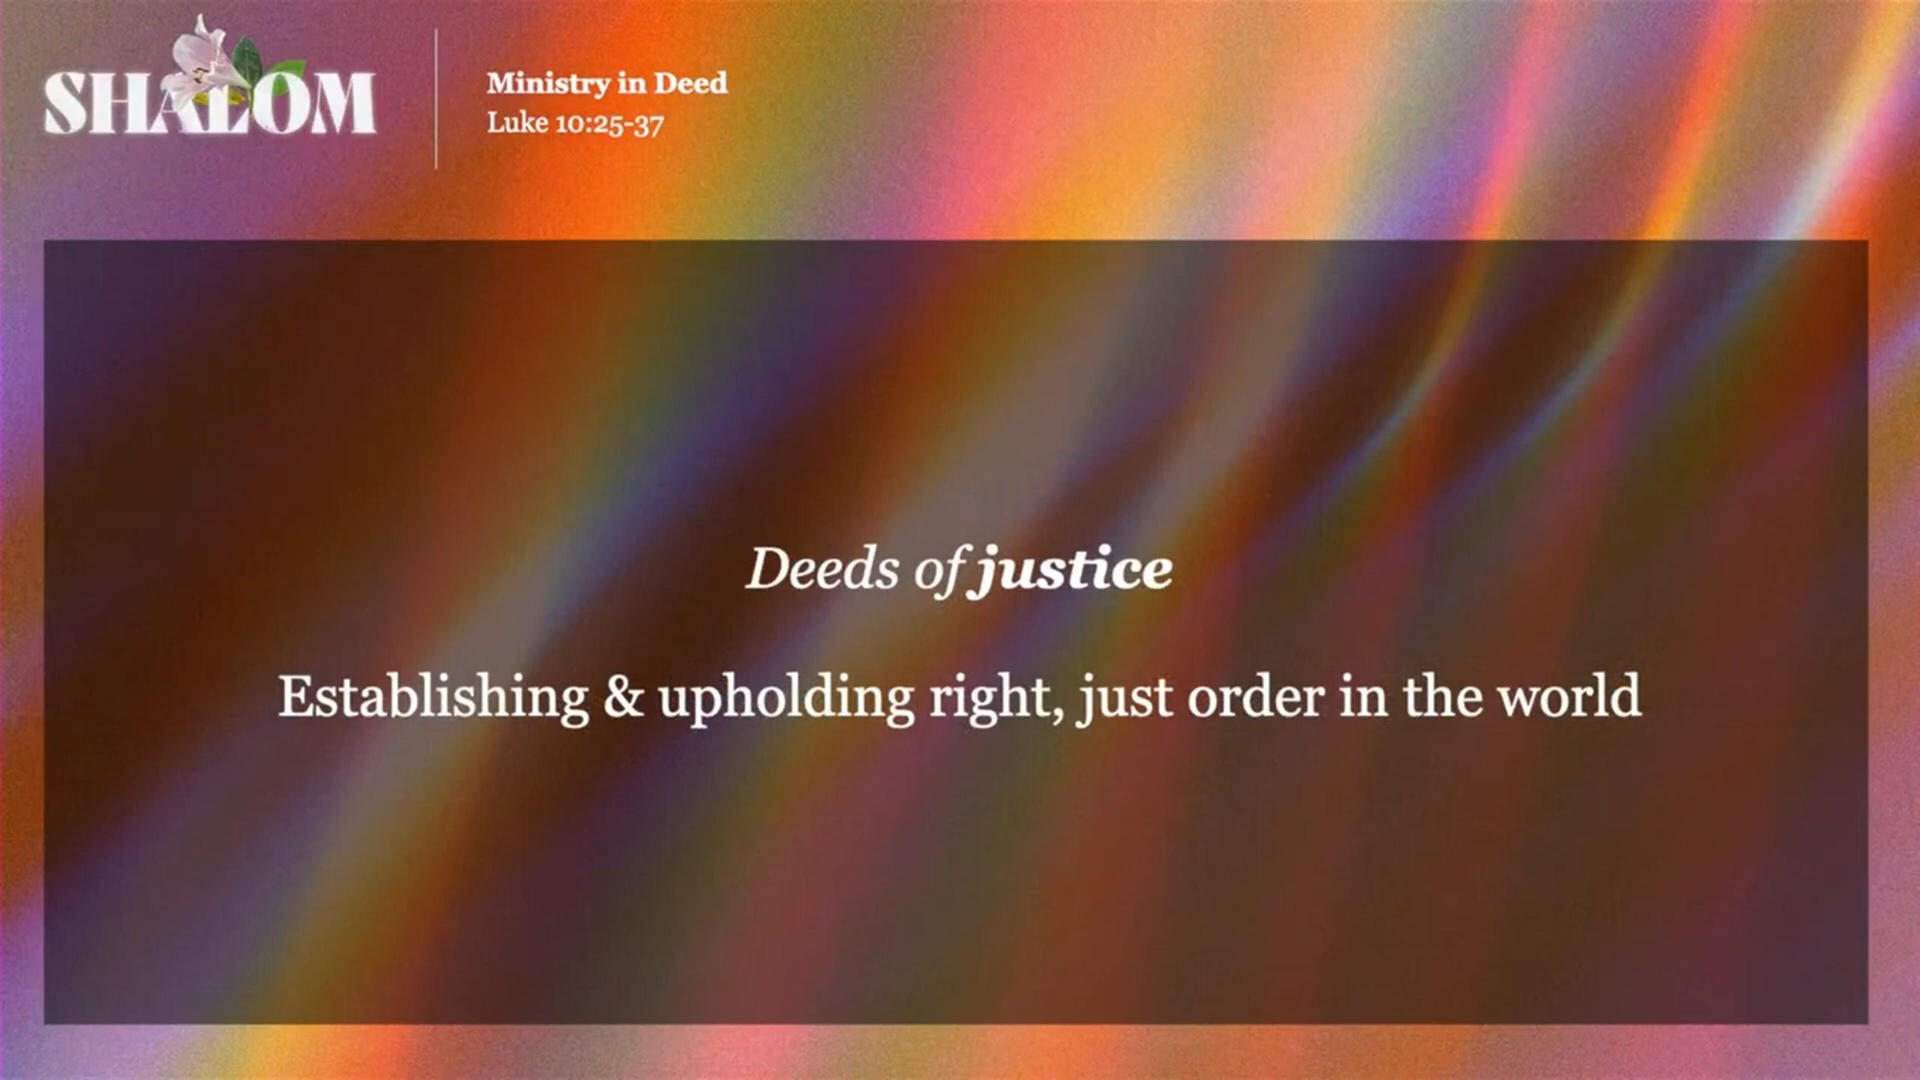 SHALOM
Ministry in Deed
Luke 10:25-37
Deeds of justice
Establishing & upholding right, just order in the world